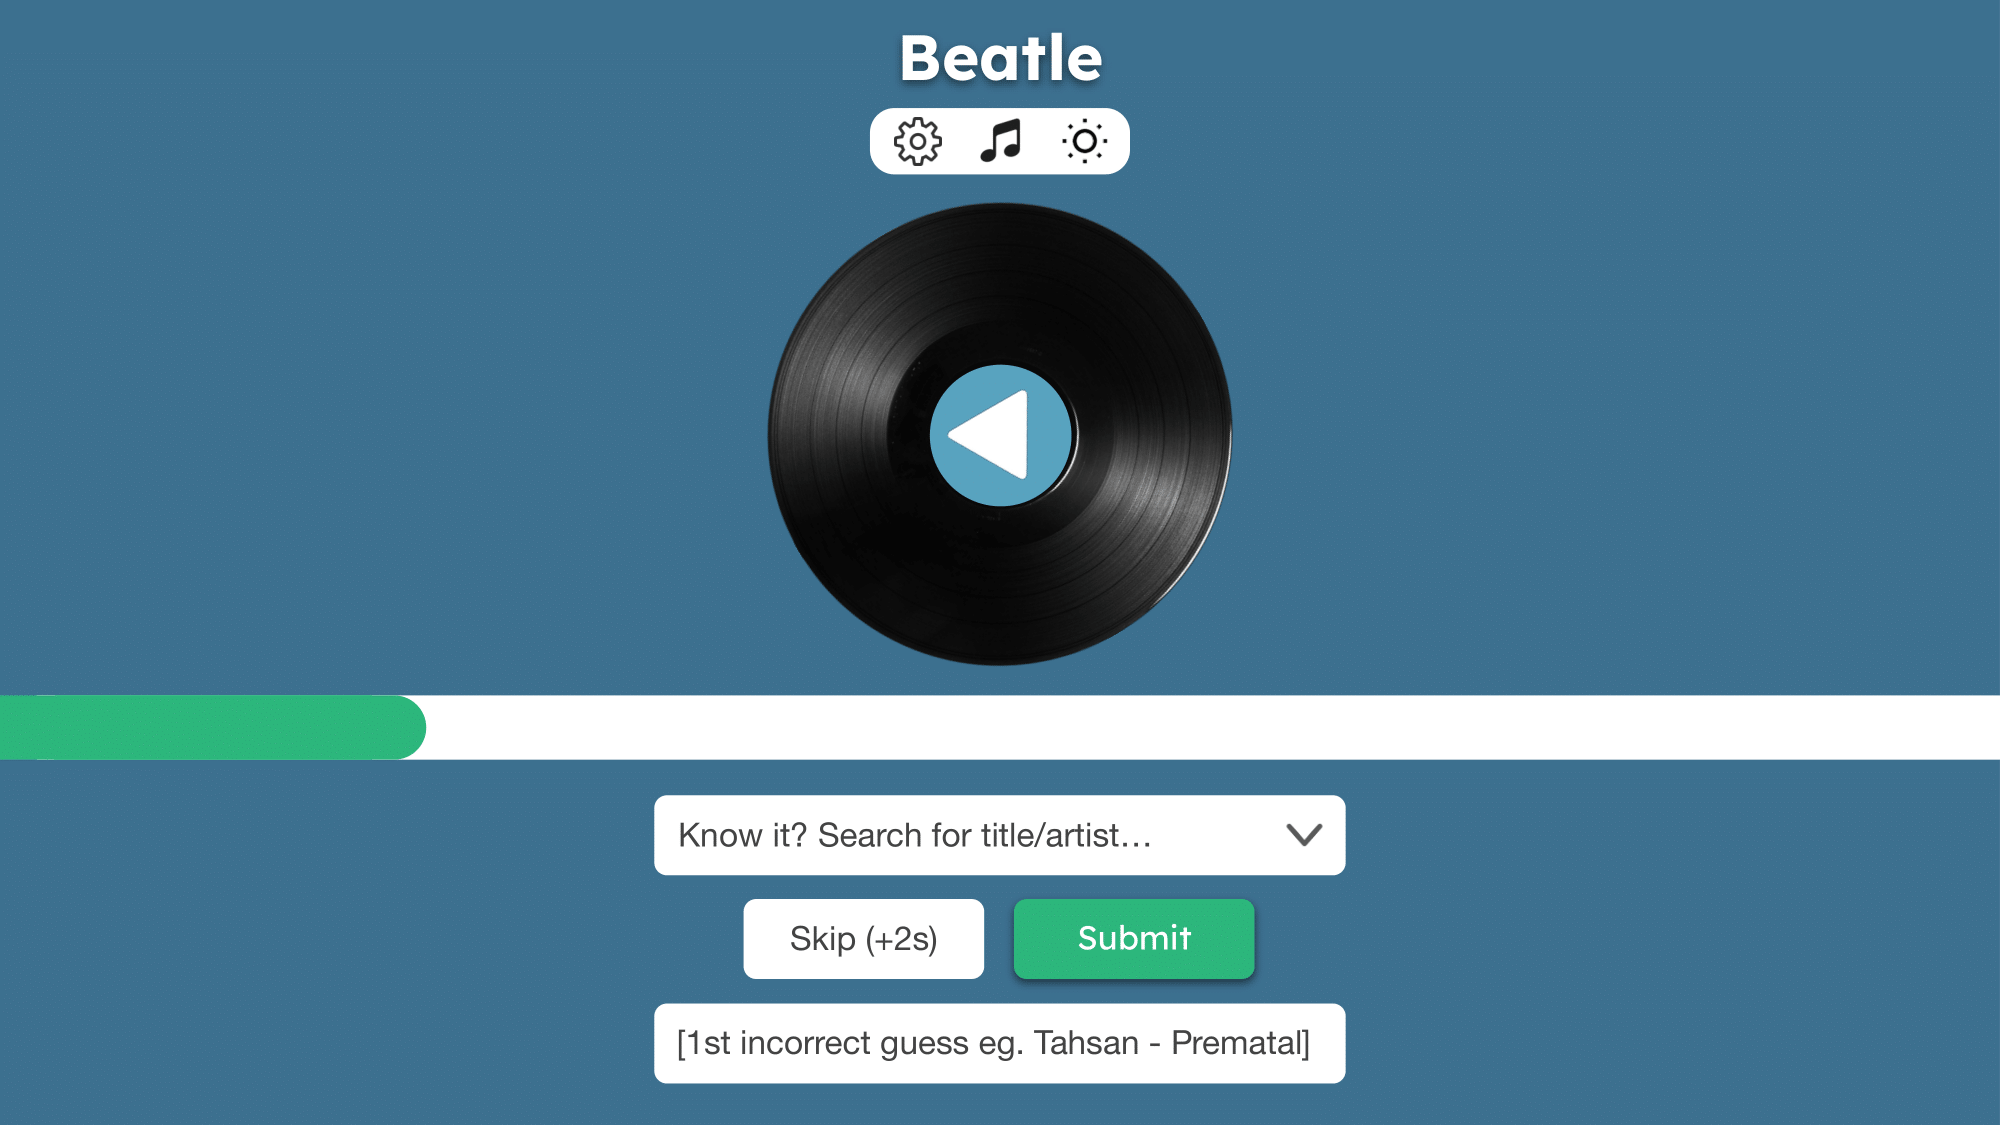 Beatle
Know it? Search for title/artist...
Skip (+2s)
Submit
[1st incorrect guess eg. Tahsan - Prematal]